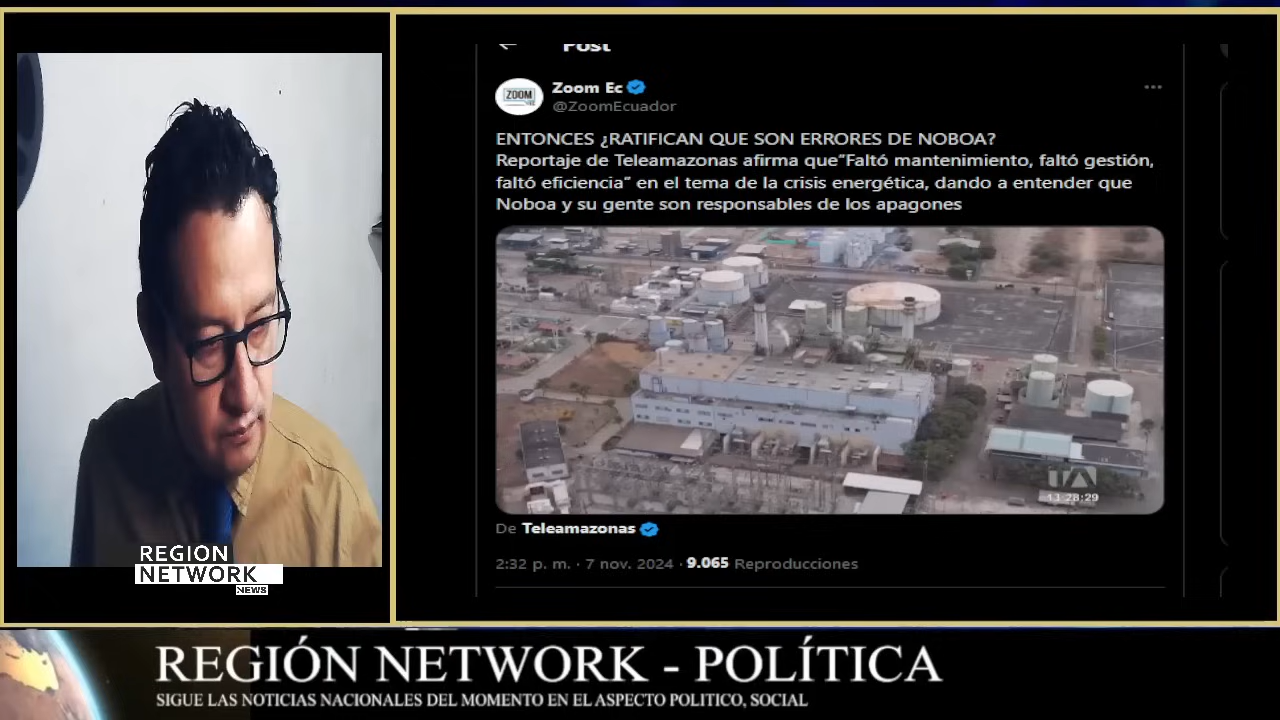 Post
ZOOM
Zoom Ec
@ZoomEcuador
ENTONCES ¿RATIFICAN QUE SON ERRORES DE NOBOA?
Reportaje de Teleamazonas afirma que"Faltó mantenimiento, faltó gestión,
faltó eficiencia" en el tema de la crisis energética, dando a entender que
Noboa y su gente son responsables de los apagones
13:28:29
De Teleamazonas
2:32 p. m. · 7 nov. 2024 · 9.065 Reproducciones
REGION
NETWORK
NEWS
REGIÓN NETWORK - POLÍTICA
SIGUE LAS NOTICIAS NACIONALES DEL MOMENTO EN EL ASPECTO POLITICO, SOCIAL